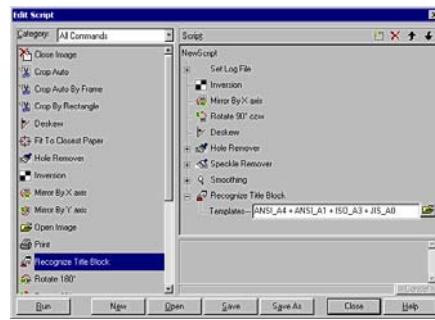 Edit Script
Category: All Commands
Close Image
Crop Auto
Crop Auto By Frame
Crop By Rectangle
Deskew
Fit To Closest Paper
Hole Remover
Inversion
Mirror By X axis
Mirror By Y axis
Open Image
Print
Recognize Title Block
Rotate 180°
Script
NewScript
Set Log File
Inversion
Mirror By X axis
Rotate 90° ccw
Deskew
Hole Remover
Speckle Remover
Smoothing
Recognize Title Block
Templates ANSI_A4 + ANSI_A1 + ISO_A3 + JIS_A0
Run New Open Save Save As Close Help